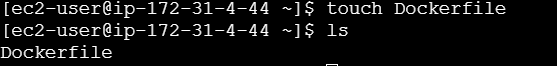 [ec2-user@ip-172-31-4-44 ~]$ touch Dockerfile
[ec2-user@ip-172-31-4-44 ~]$ ls
Dockerfile